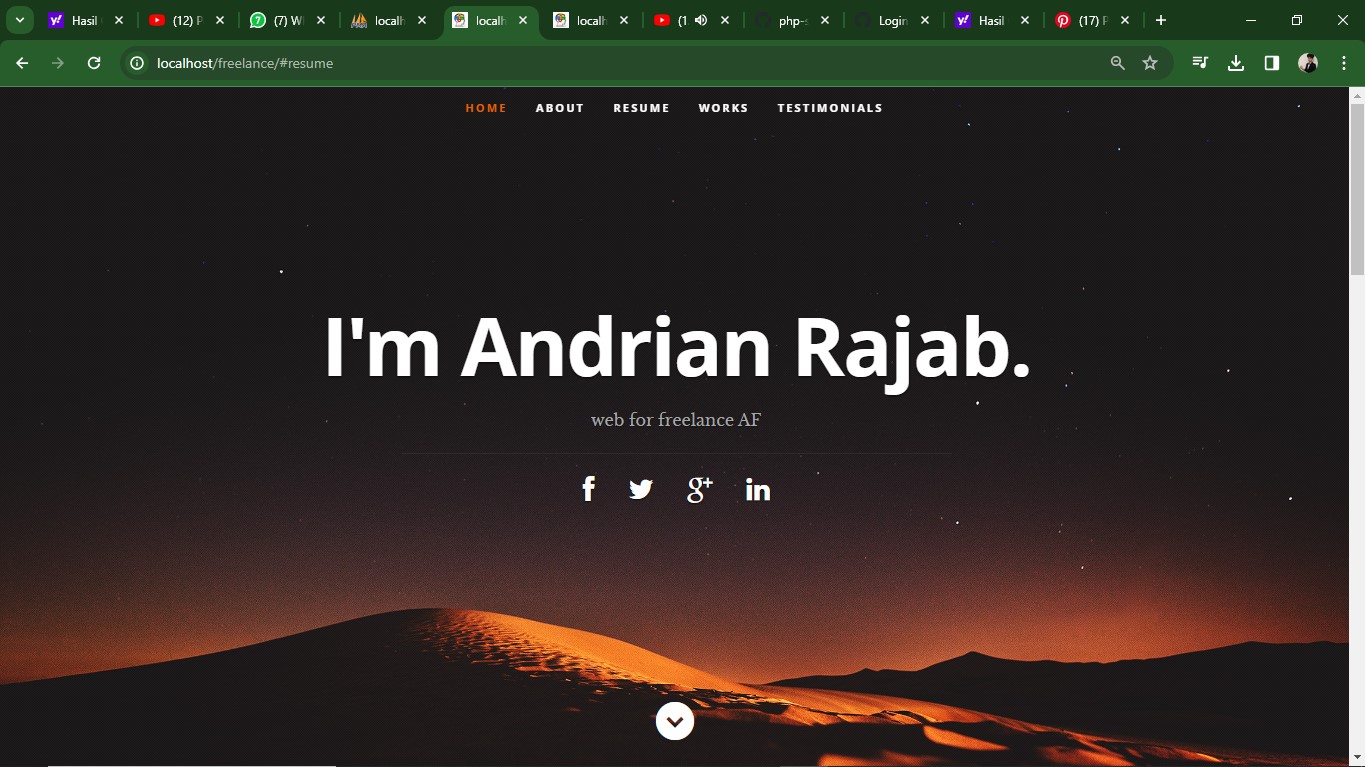 Hasil
(12) P
(7) W
localh
localh
localh
(1
php-s
Login
Hasil
(17) P
localhost/freelance/#resume
HOME ABOUT RESUME WORKS TESTIMONIALS
I'm Andrian Rajab.
web for freelance AF